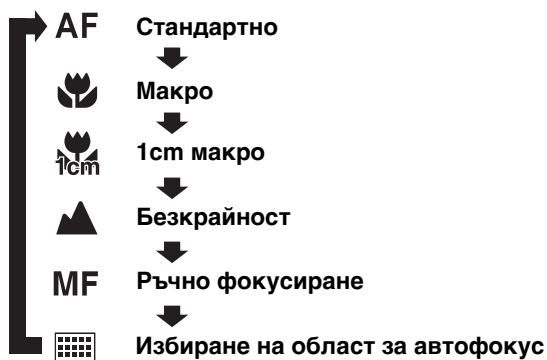 AF Стандартно
Макро
1cm 1cm макро
Безкрайност
MF Ръчно фокусиране
Избиране на област за автофокус